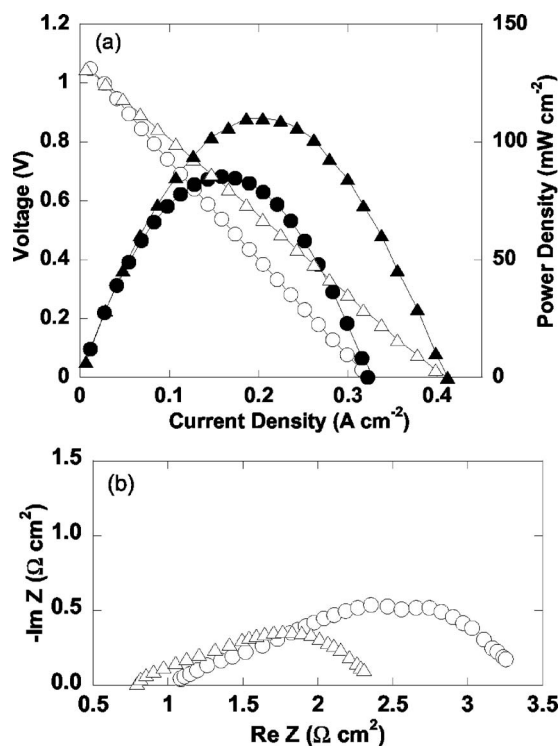 (a)
1.2
1
0.8
0.6
0.4
0.2
0
Voltage (V)
150
100
50
0
Power Density (mW cm⁻²)
0 0.1 0.2 0.3 0.4 0.5
Current Density (A cm⁻²)
(b)
1.5
1.0
0.5
0.0
-Im Z (Ω cm²)
0.5 1 1.5 2 2.5 3 3.5
Re Z (Ω cm²)